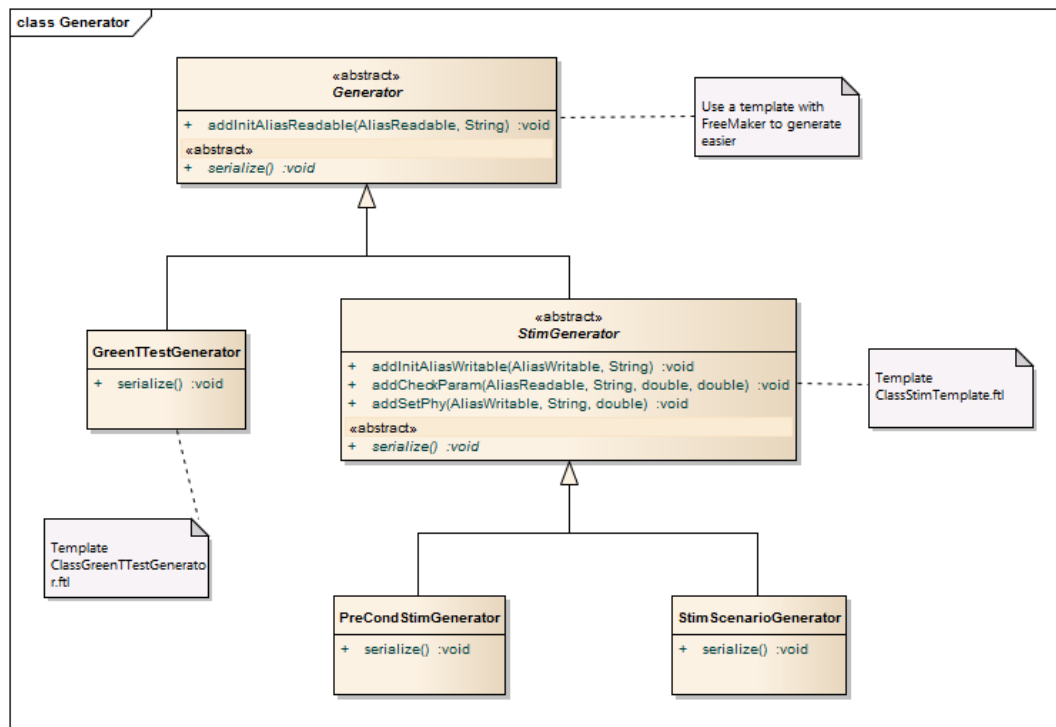 class Generator
«abstract»
Generator
+ addInitAliasReadable(AliasReadable, String) :void
«abstract»
+ serialize() :void
Use a template with
FreeMaker to generate
easier
«abstract»
StimGenerator
+ addInitAliasWritable(AliasWritable, String) :void
+ addCheckParam(AliasReadable, String, double, double) :void
+ addSetPhy(AliasWritable, String, double) :void
«abstract»
+ serialize() :void
GreenTTestGenerator
+ serialize() :void
Template
ClassStimTemplate.ftl
Template
ClassGreenTTestGenerato
r.ftl
PreCondStimGenerator
+ serialize() :void
StimScenarioGenerator
+ serialize() :void